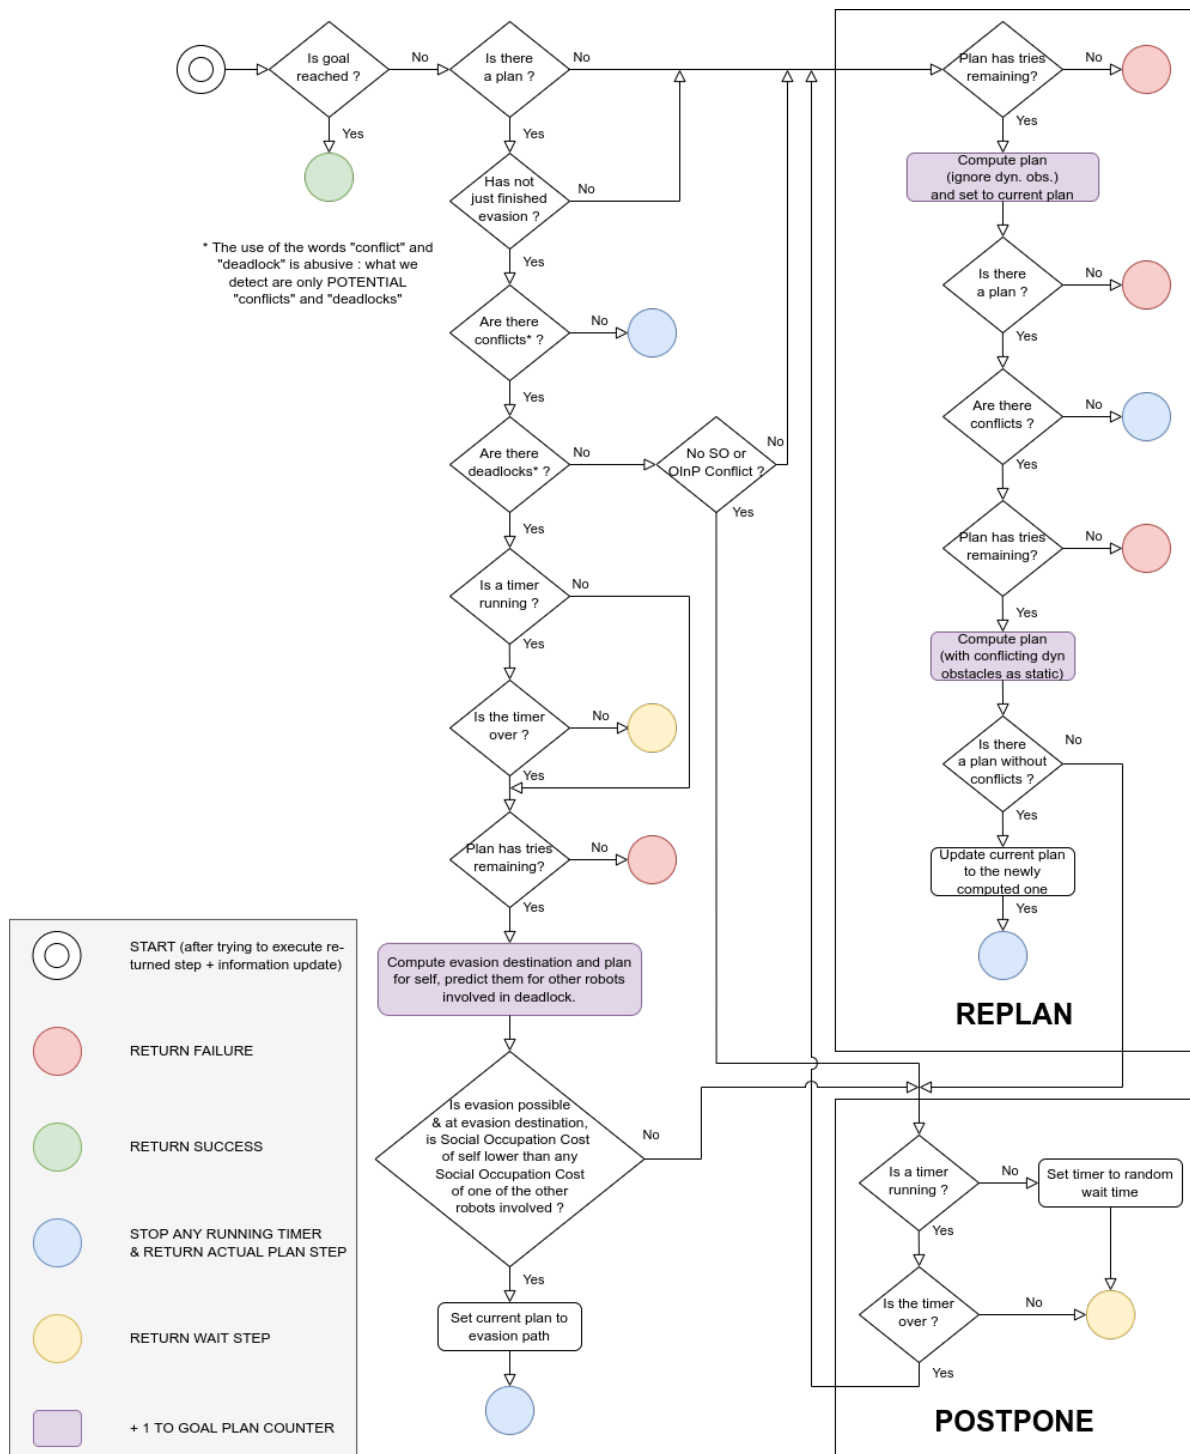 Is goal
reached ?
No
Yes
Is there
a plan ?
No
Yes
Has not
just finished
evasion ?
No
Yes
* The use of the words "conflict" and
"deadlock" is abusive : what we
detect are only POTENTIAL
"conflicts" and "deadlocks"
Are there
conflicts* ?
No
Yes
Are there
deadlocks* ?
No
Yes
No SO or
OInP Conflict ?
No
Yes
Is a timer
running ?
No
Yes
Is the timer
over ?
No
Yes
Plan has tries
remaining?
No
Yes
Compute evasion destination and plan
for self, predict them for other robots
involved in deadlock.
Is evasion possible
& at evasion destination,
is Social Occupation Cost
of self lower than any
Social Occupation Cost
of one of the other
robots involved ?
No
Yes
Set current plan to
evasion path
Plan has tries
remaining?
No
Yes
Compute plan
(ignore dyn. obs.)
and set to current plan
Is there
a plan ?
No
Yes
Are there
conflicts ?
No
Yes
Plan has tries
remaining?
No
Yes
Compute plan
(with conflicting dyn
obstacles as static)
Is there
a plan without
conflicts ?
No
Yes
Update current plan
to the newly
computed one
Yes
REPLAN
Is a timer
running ?
No
Yes
Set timer to random
wait time
Is the timer
over ?
No
Yes
POSTPONE
START (after trying to execute re-
turned step + information update)
RETURN FAILURE
RETURN SUCCESS
STOP ANY RUNNING TIMER
& RETURN ACTUAL PLAN STEP
RETURN WAIT STEP
+ 1 TO GOAL PLAN COUNTER